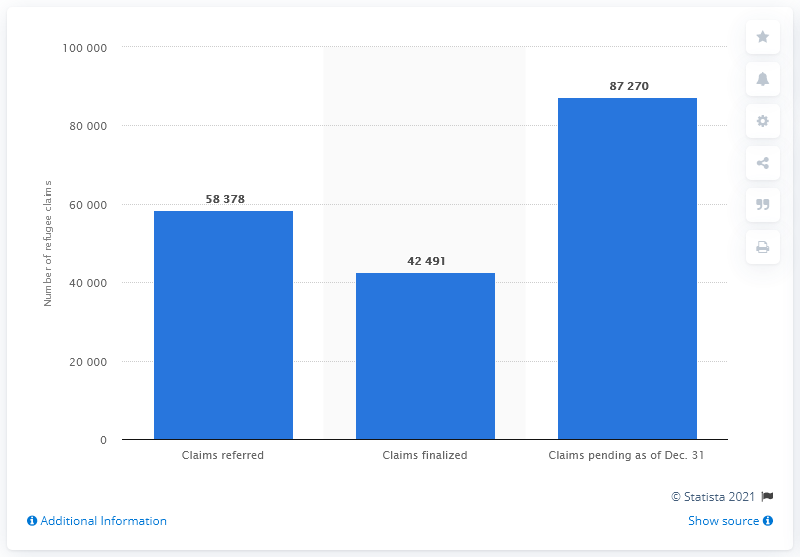 100 000
80 000
60 000
40 000
20 000
0
Number of refugee claims
58 378
42 491
87 270
Claims referred
Claims finalized
Claims pending as of Dec. 31
© Statista 2021
Additional Information
Show source